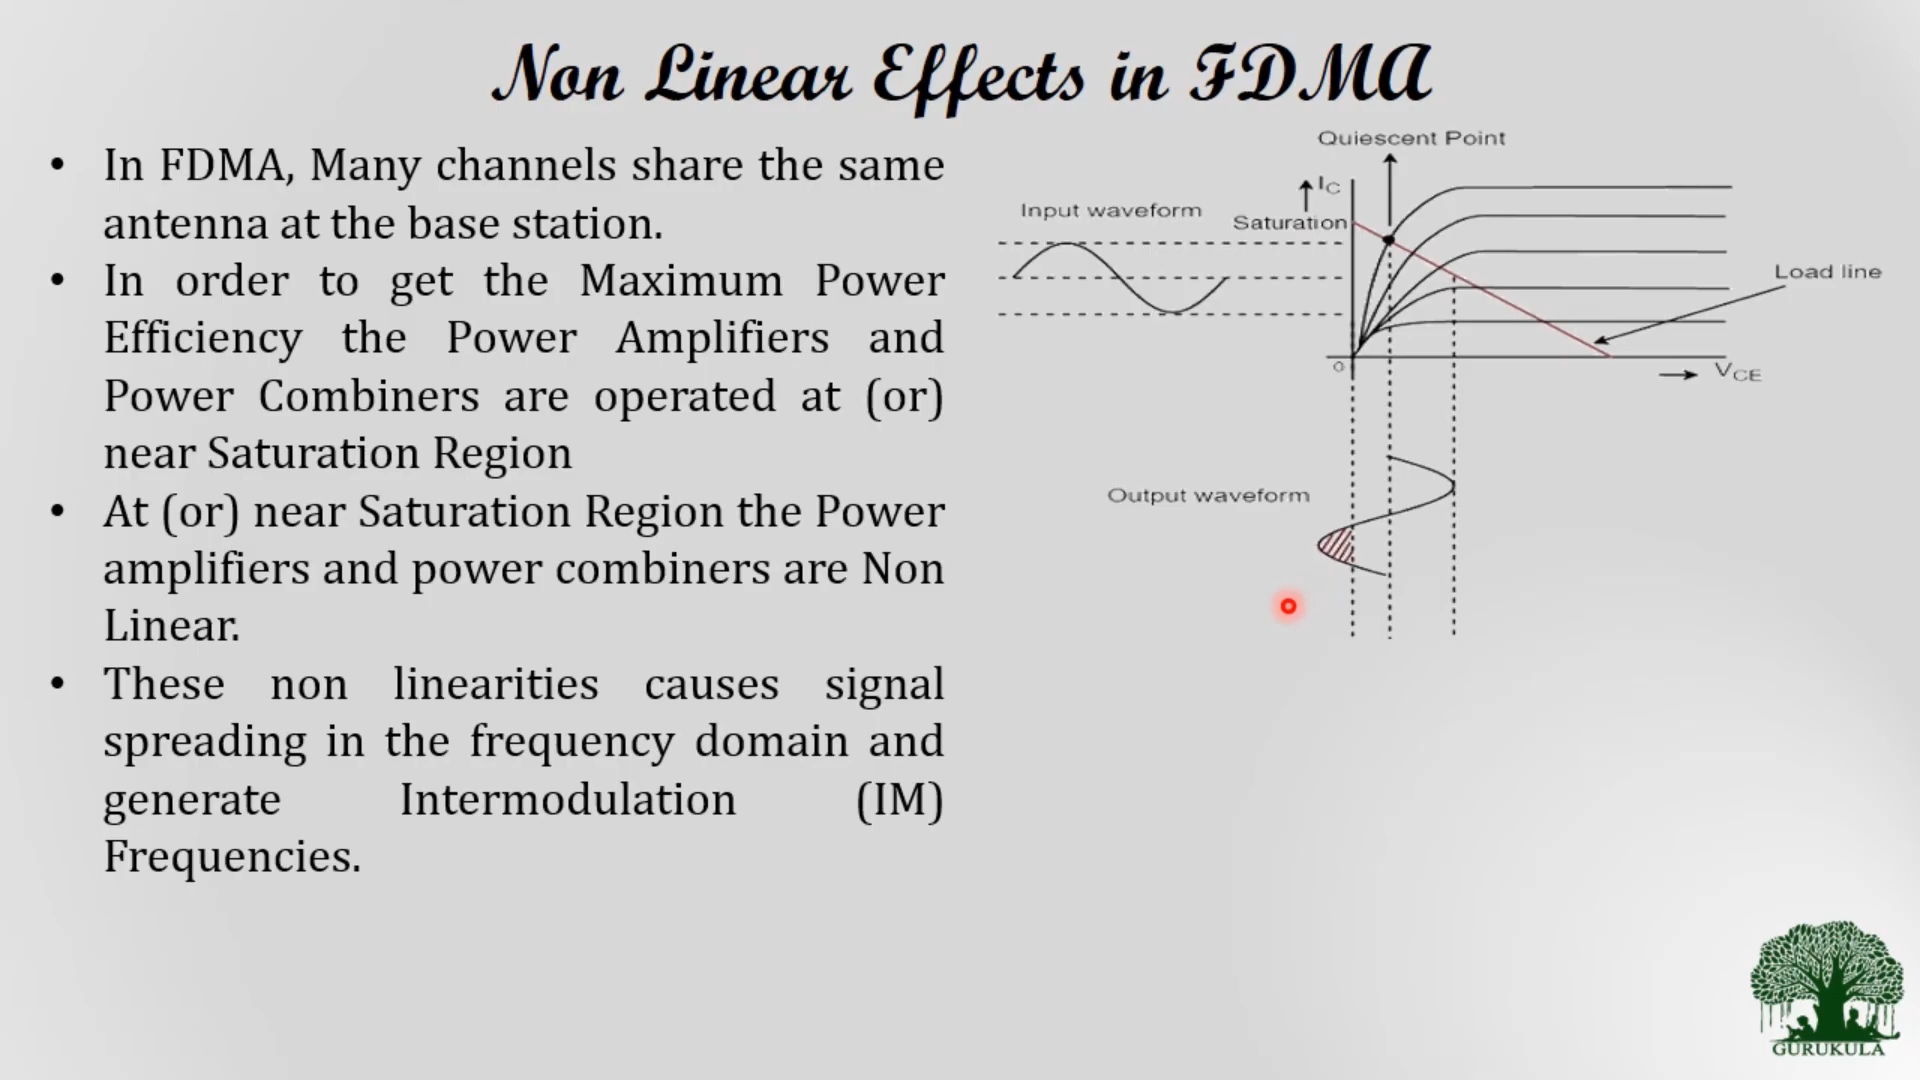 Non Linear Effects in FDMA
• In FDMA, Many channels share the same
antenna at the base station.
• In order to get the Maximum Power
Efficiency the Power Amplifiers and
Power Combiners are operated at (or)
near Saturation Region
• At (or) near Saturation Region the Power
amplifiers and power combiners are Non
Linear.
• These non linearities causes signal
spreading in the frequency domain and
generate Intermodulation (IM)
Frequencies.
Quiescent Point
IC
Input waveform
Saturation
Load line
0
VCE
Output waveform
GURUKULA